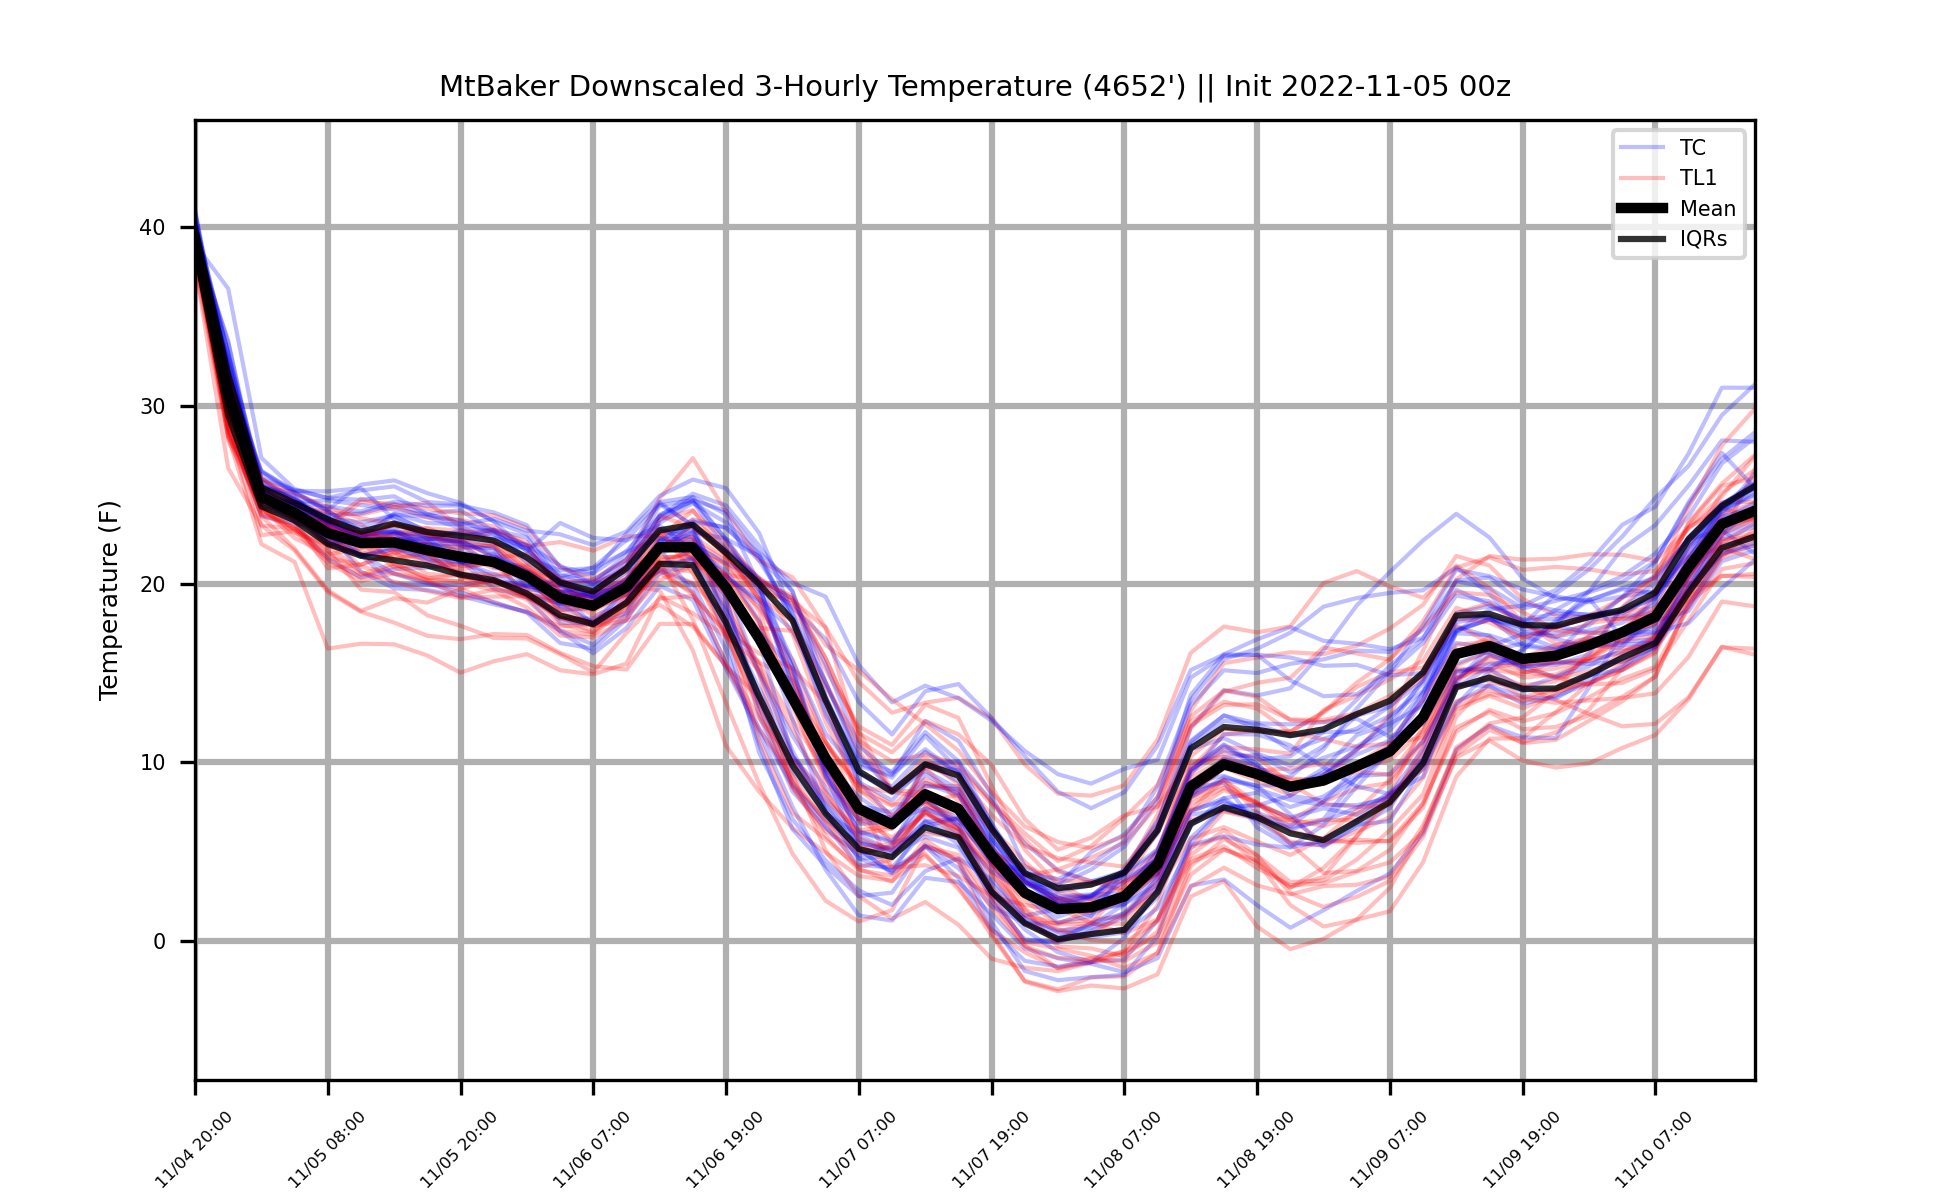 MtBaker Downscaled 3-Hourly Temperature (4652') || Init 2022-11-05 00z
TC
TL1
Mean
IQRs
Temperature (F)
40
30
20
10
0
11/04 20:00
11/05 08:00
11/05 20:00
11/06 07:00
11/06 19:00
11/07 07:00
11/07 19:00
11/08 07:00
11/08 19:00
11/09 07:00
11/09 19:00
11/10 07:00